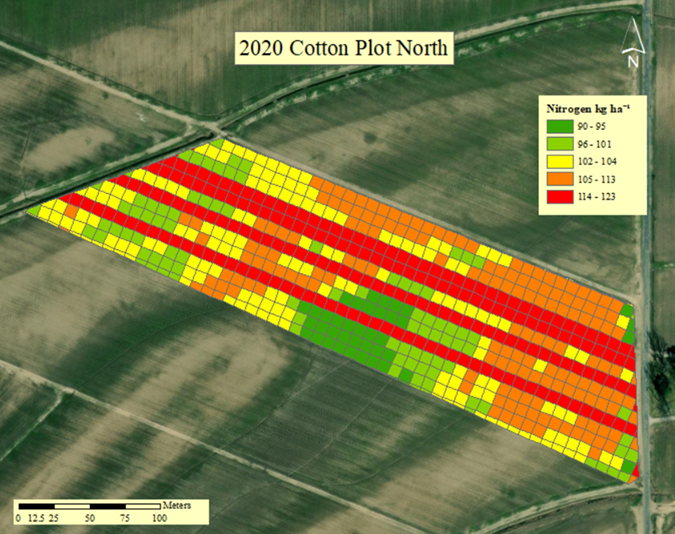 2020 Cotton Plot North
N
Nitrogen kg ha⁻¹
90 - 95
96 - 101
102 - 104
105 - 113
114 - 123
Meters
0 12.5 25 50 75 100